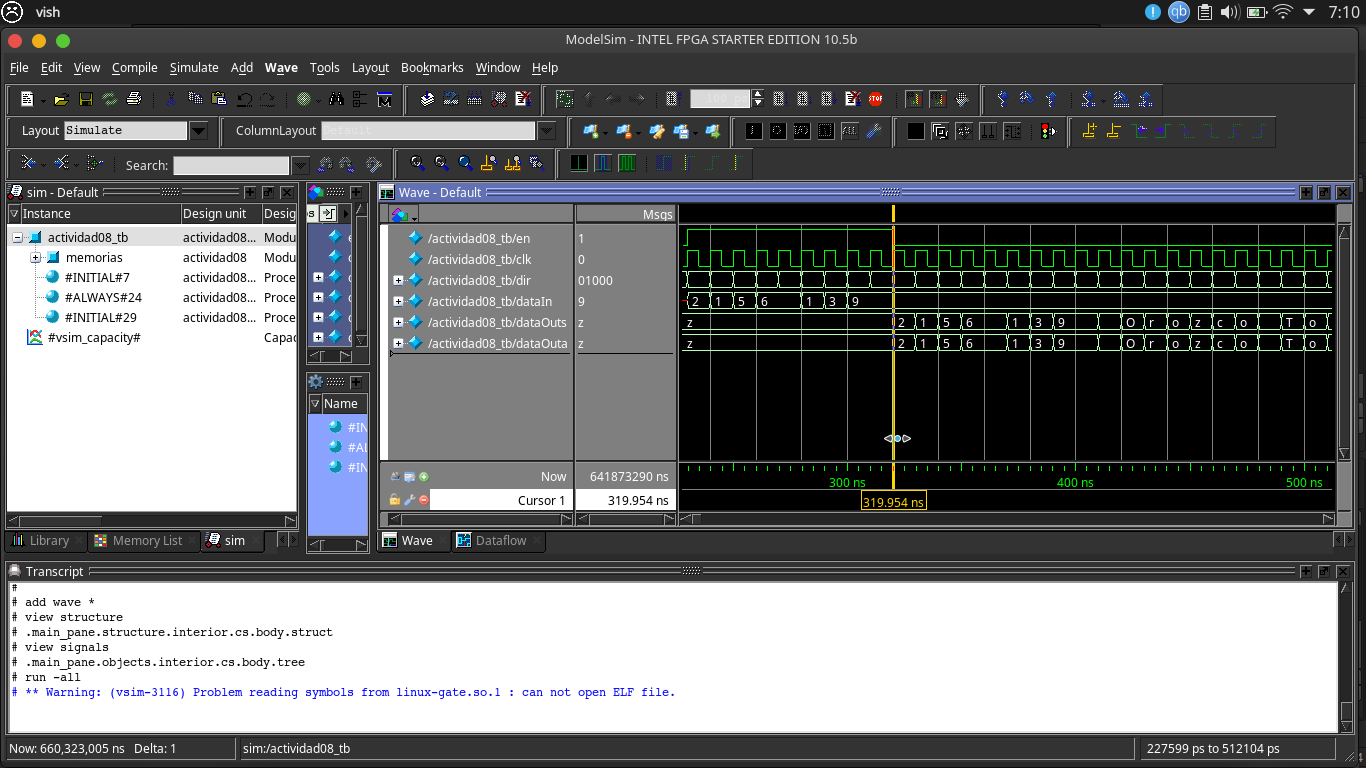 vish
qb
7:10
ModelSim - INTEL FPGA STARTER EDITION 10.5b
File Edit View Compile Simulate Add Wave Tools Layout Bookmarks Window Help
100 ps
STOP
Layout Simulate ColumnLayout Default
Search:
sim - Default
Instance Design unit Desig
actividad08_tb actividad08... Modu
memorias actividad08 Modu
#INITIAL#7 actividad08... Proce
#ALWAYS#24 actividad08... Proce
#INITIAL#29 actividad08... Proce
#vsim_capacity# Capac
Library Memory List sim
Name
#IN
#AL
#IN
Wave - Default
Msgs
/actividad08_tb/en 1
/actividad08_tb/clk 0
/actividad08_tb/dir 01000
/actividad08_tb/dataIn 9 2 1 5 6 1 3 9
/actividad08_tb/dataOuts z z 2 1 5 6 1 3 9 O r o z c o T o
/actividad08_tb/dataOuta z z 2 1 5 6 1 3 9 O r o z c o T o
Now 641873290 ns 300 ns 400 ns 500 ns
Cursor 1 319.954 ns 319.954 ns
Wave Dataflow
Transcript
#
# add wave *
# view structure
# .main_pane.structure.interior.cs.body.struct
# view signals
# .main_pane.objects.interior.cs.body.tree
# run -all
# ** Warning: (vsim-3116) Problem reading symbols from linux-gate.so.1 : can not open ELF file.
Now: 660,323,005 ns Delta: 1 sim:/actividad08_tb 227599 ps to 512104 ps